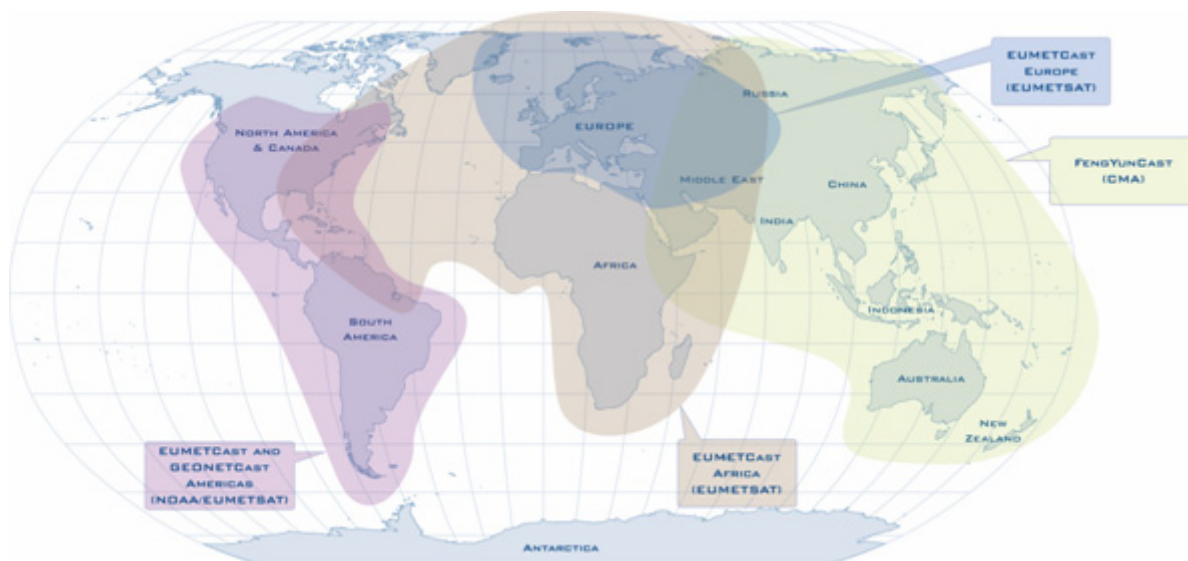 EUMETCast
Europe
(EUMETSAT)
Russia
North America
& Canada
Europe
FengYunCast
(CMA)
Middle East
China
India
Africa
Indonesia
South
America
Australia
New
Zealand
EUMETCast and
GEONETCast
Americas
(NOAA/EUMETSAT)
EUMETCast
Africa
(EUMETSAT)
Antarctica